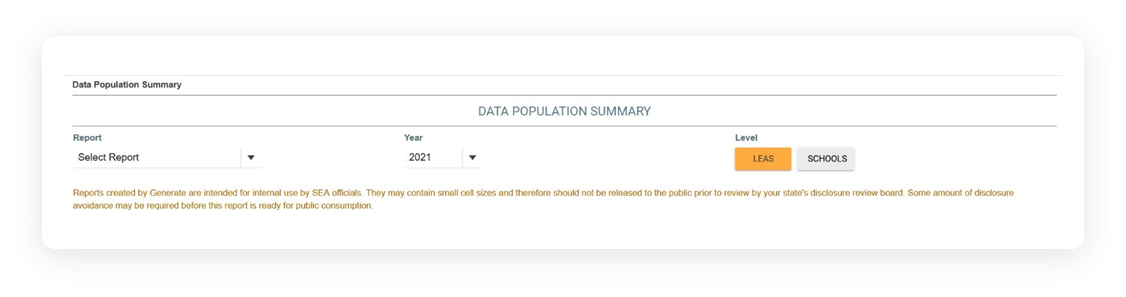 Data Population Summary
DATA POPULATION SUMMARY
Report Year Level
Select Report 2021 LEAS SCHOOLS
Reports created by Generate are intended for internal use by SEA officials. They may contain small cell sizes and therefore should not be released to the public prior to review by your state's disclosure review board. Some amount of disclosure
avoidance may be required before this report is ready for public consumption.